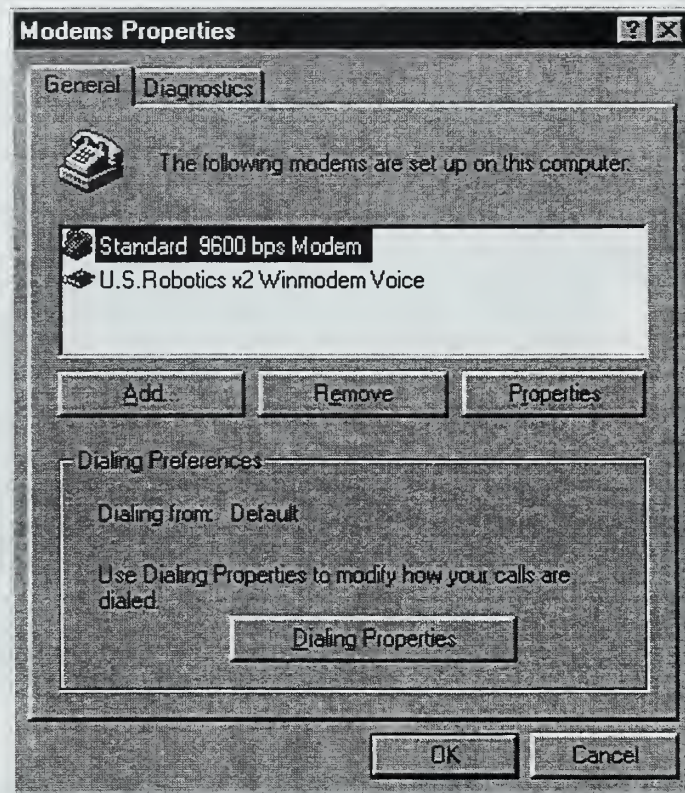 Modems Properties
General Diagnostics
The following modems are set up on this computer:
Standard 9600 bps Modem
U.S.Robotics x2 Winmodem Voice
Add... Remove Properties
Dialing Preferences
Dialing from: Default
Use Dialing Properties to modify how your calls are
dialed.
Dialing Properties
OK Cancel